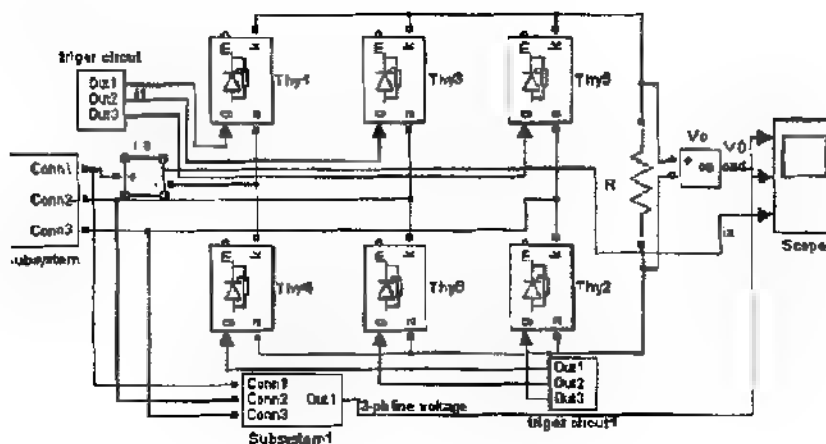 triger circuit
Out1
Out2
Out3
i1
m
k
g
a
Thy1
m
k
g
a
Thy3
m
k
g
a
Thy5
Conn1
Conn2
Conn3
Subsystem
R
Vo
V0
ia
Scope
m
k
g
a
Thy4
m
k
g
a
m
k
g
a
Thy2
Out1
Out2
Out3
triger circuit1
Conn1
Conn2
Conn3
Out1
Subsystem1
3-ph line voltage